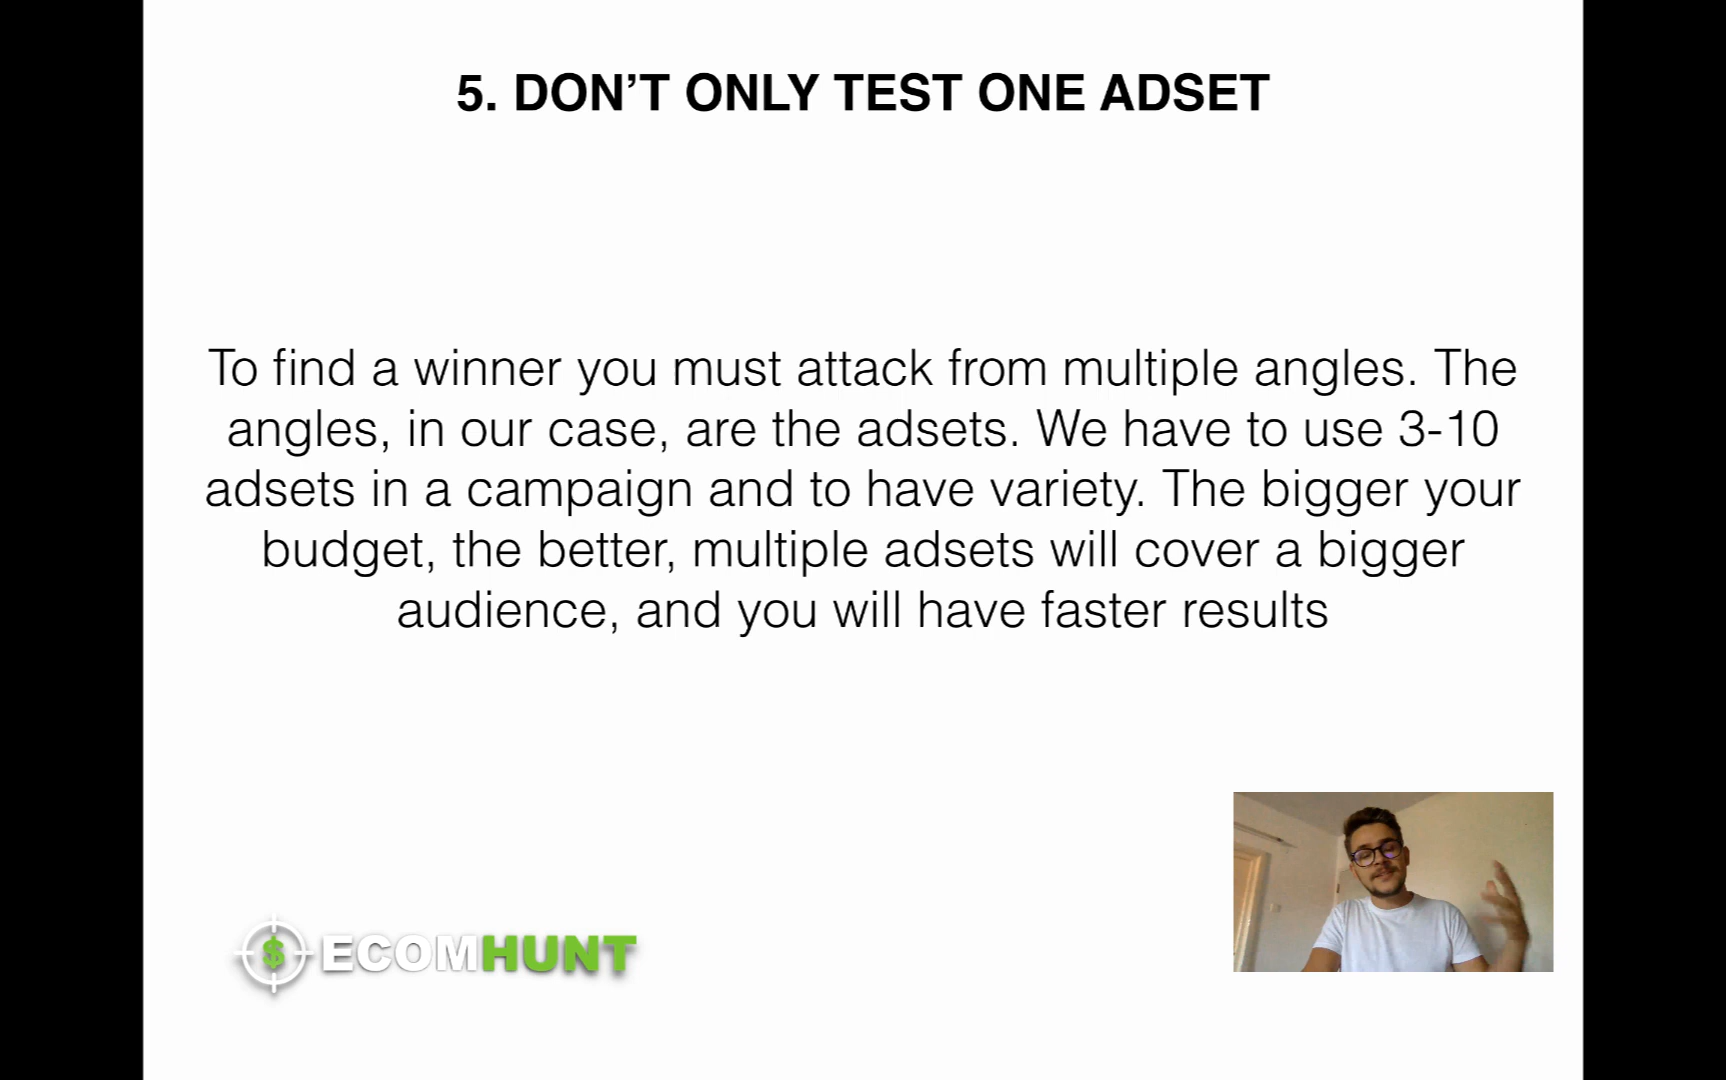 5. DON’T ONLY TEST ONE ADSET
To find a winner you must attack from multiple angles. The
angles, in our case, are the adsets. We have to use 3-10
adsets in a campaign and to have variety. The bigger your
budget, the better, multiple adsets will cover a bigger
audience, and you will have faster results
$ ECOMHUNT